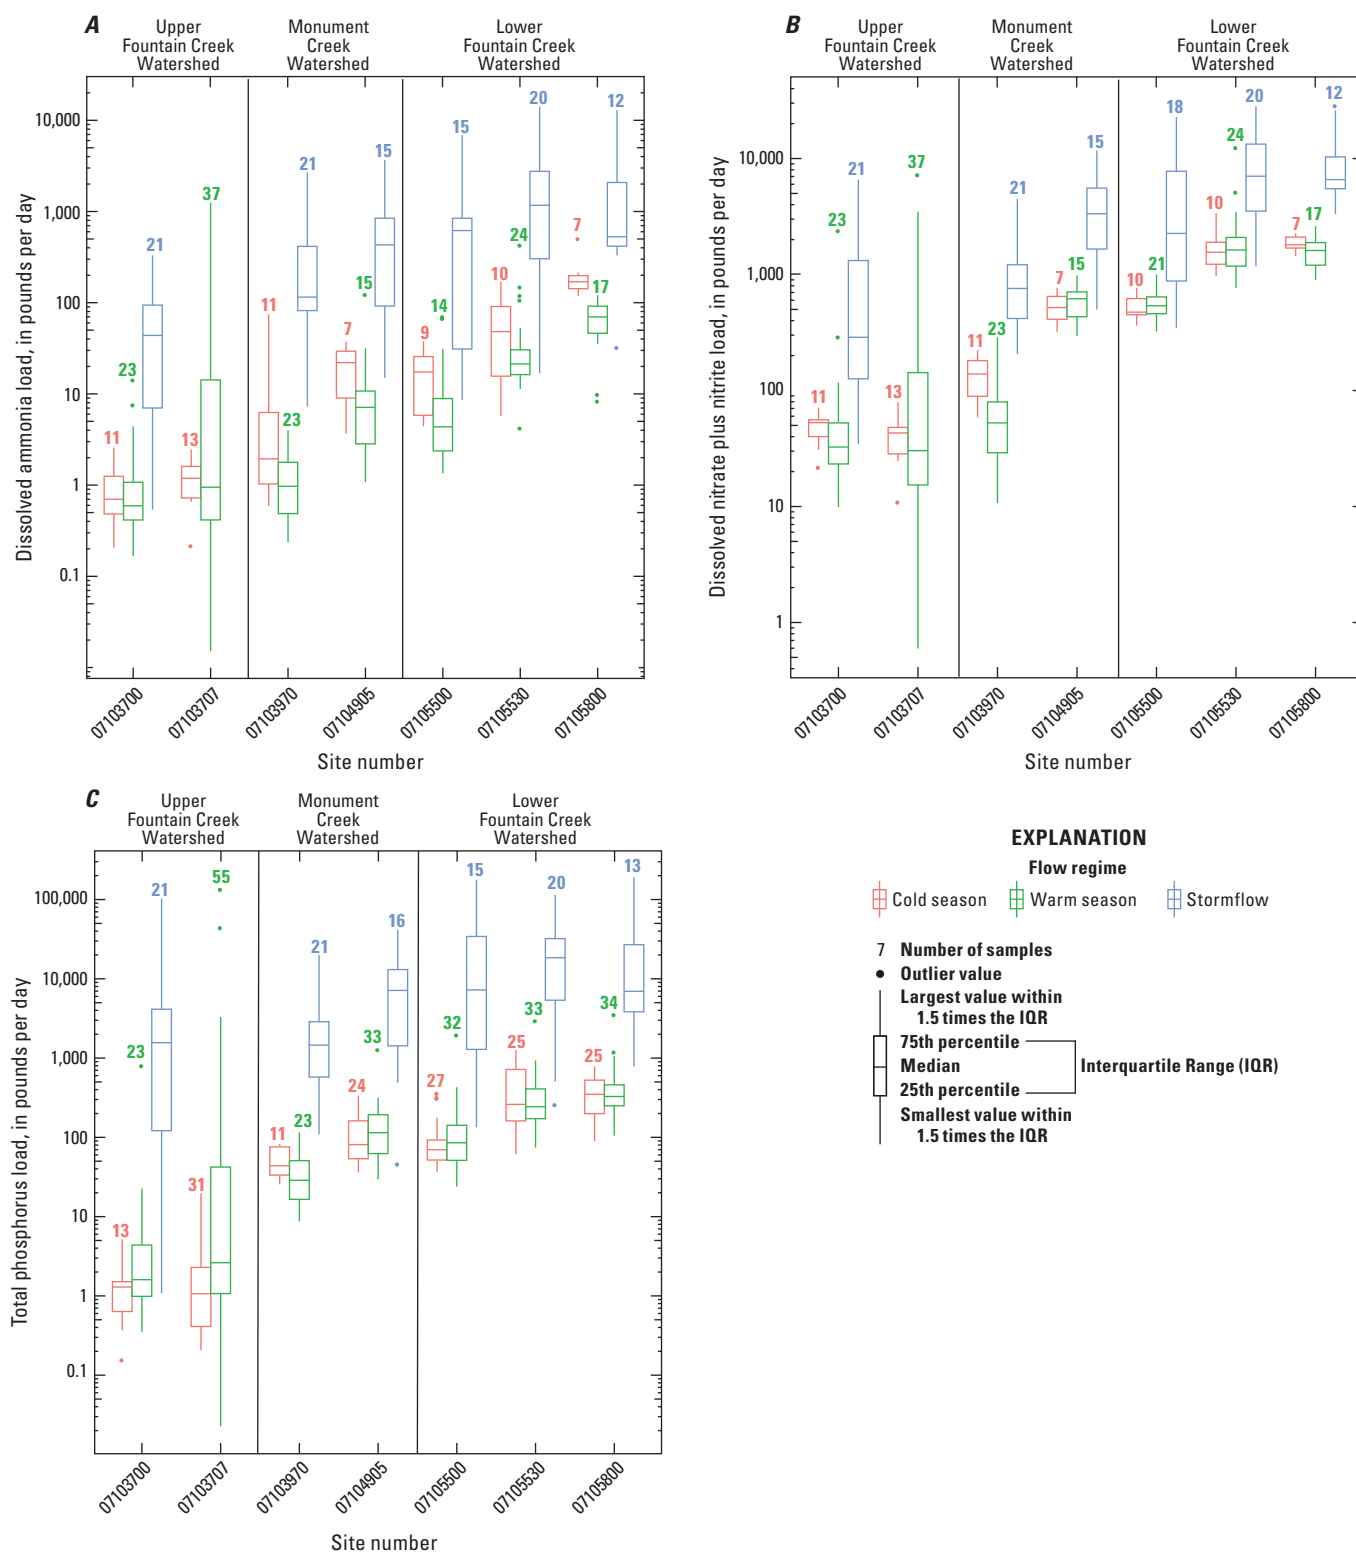 A
Upper
Fountain Creek
Watershed
Monument
Creek
Watershed
Lower
Fountain Creek
Watershed
Dissolved ammonia load, in pounds per day
10,000
1,000
100
10
1
0.1
11
23
21
13
37
11
23
21
7
15
15
9
14
15
10
24
20
7
17
12
07103700
07103707
07103970
07104905
07105500
07105530
07105800
Site number
B
Upper
Fountain Creek
Watershed
Monument
Creek
Watershed
Lower
Fountain Creek
Watershed
Dissolved nitrate plus nitrite load, in pounds per day
10,000
1,000
100
10
1
11
23
21
13
37
11
23
21
7
15
15
10
21
18
10
24
20
7
17
12
07103700
07103707
07103970
07104905
07105500
07105530
07105800
Site number
C
Upper
Fountain Creek
Watershed
Monument
Creek
Watershed
Lower
Fountain Creek
Watershed
Total phosphorus load, in pounds per day
100,000
10,000
1,000
100
10
1
0.1
13
23
21
31
55
11
23
21
24
33
16
27
32
15
25
33
20
25
34
13
07103700
07103707
07103970
07104905
07105500
07105530
07105800
Site number
EXPLANATION
Flow regime
Cold season Warm season Stormflow
7 Number of samples
Outlier value
Largest value within
1.5 times the IQR
75th percentile
Median Interquartile Range (IQR)
25th percentile
Smallest value within
1.5 times the IQR